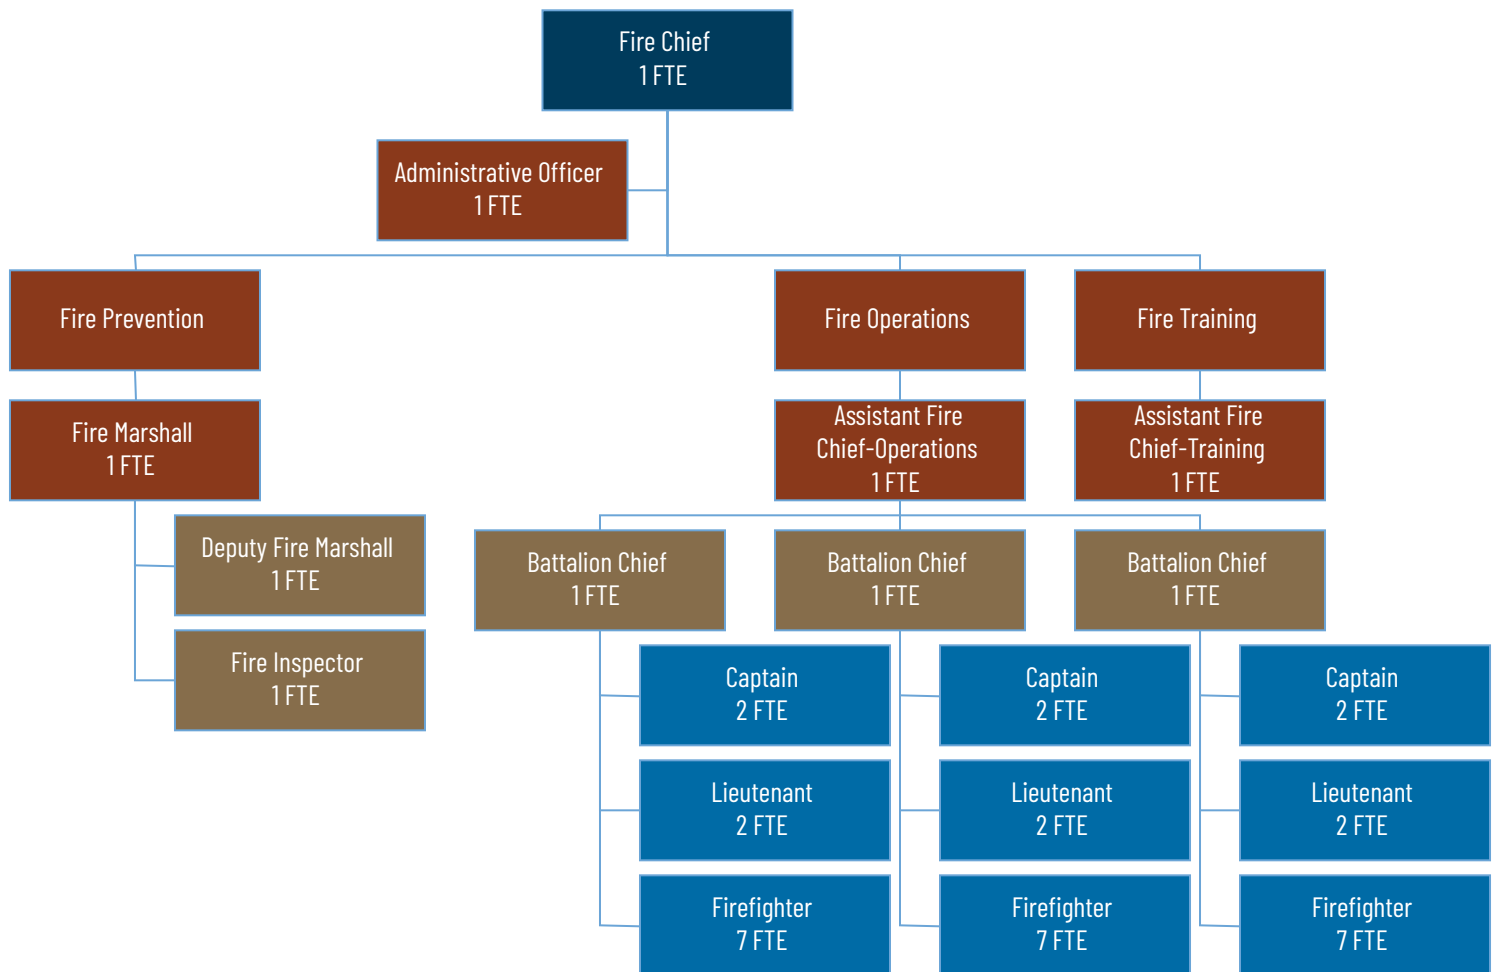 Fire Chief
1 FTE
Administrative Officer
1 FTE
Fire Prevention
Fire Operations
Fire Training
Fire Marshall
1 FTE
Assistant Fire
Chief-Operations
1 FTE
Assistant Fire
Chief-Training
1 FTE
Deputy Fire Marshall
1 FTE
Fire Inspector
1 FTE
Battalion Chief
1 FTE
Battalion Chief
1 FTE
Battalion Chief
1 FTE
Captain
2 FTE
Captain
2 FTE
Captain
2 FTE
Lieutenant
2 FTE
Lieutenant
2 FTE
Lieutenant
2 FTE
Firefighter
7 FTE
Firefighter
7 FTE
Firefighter
7 FTE